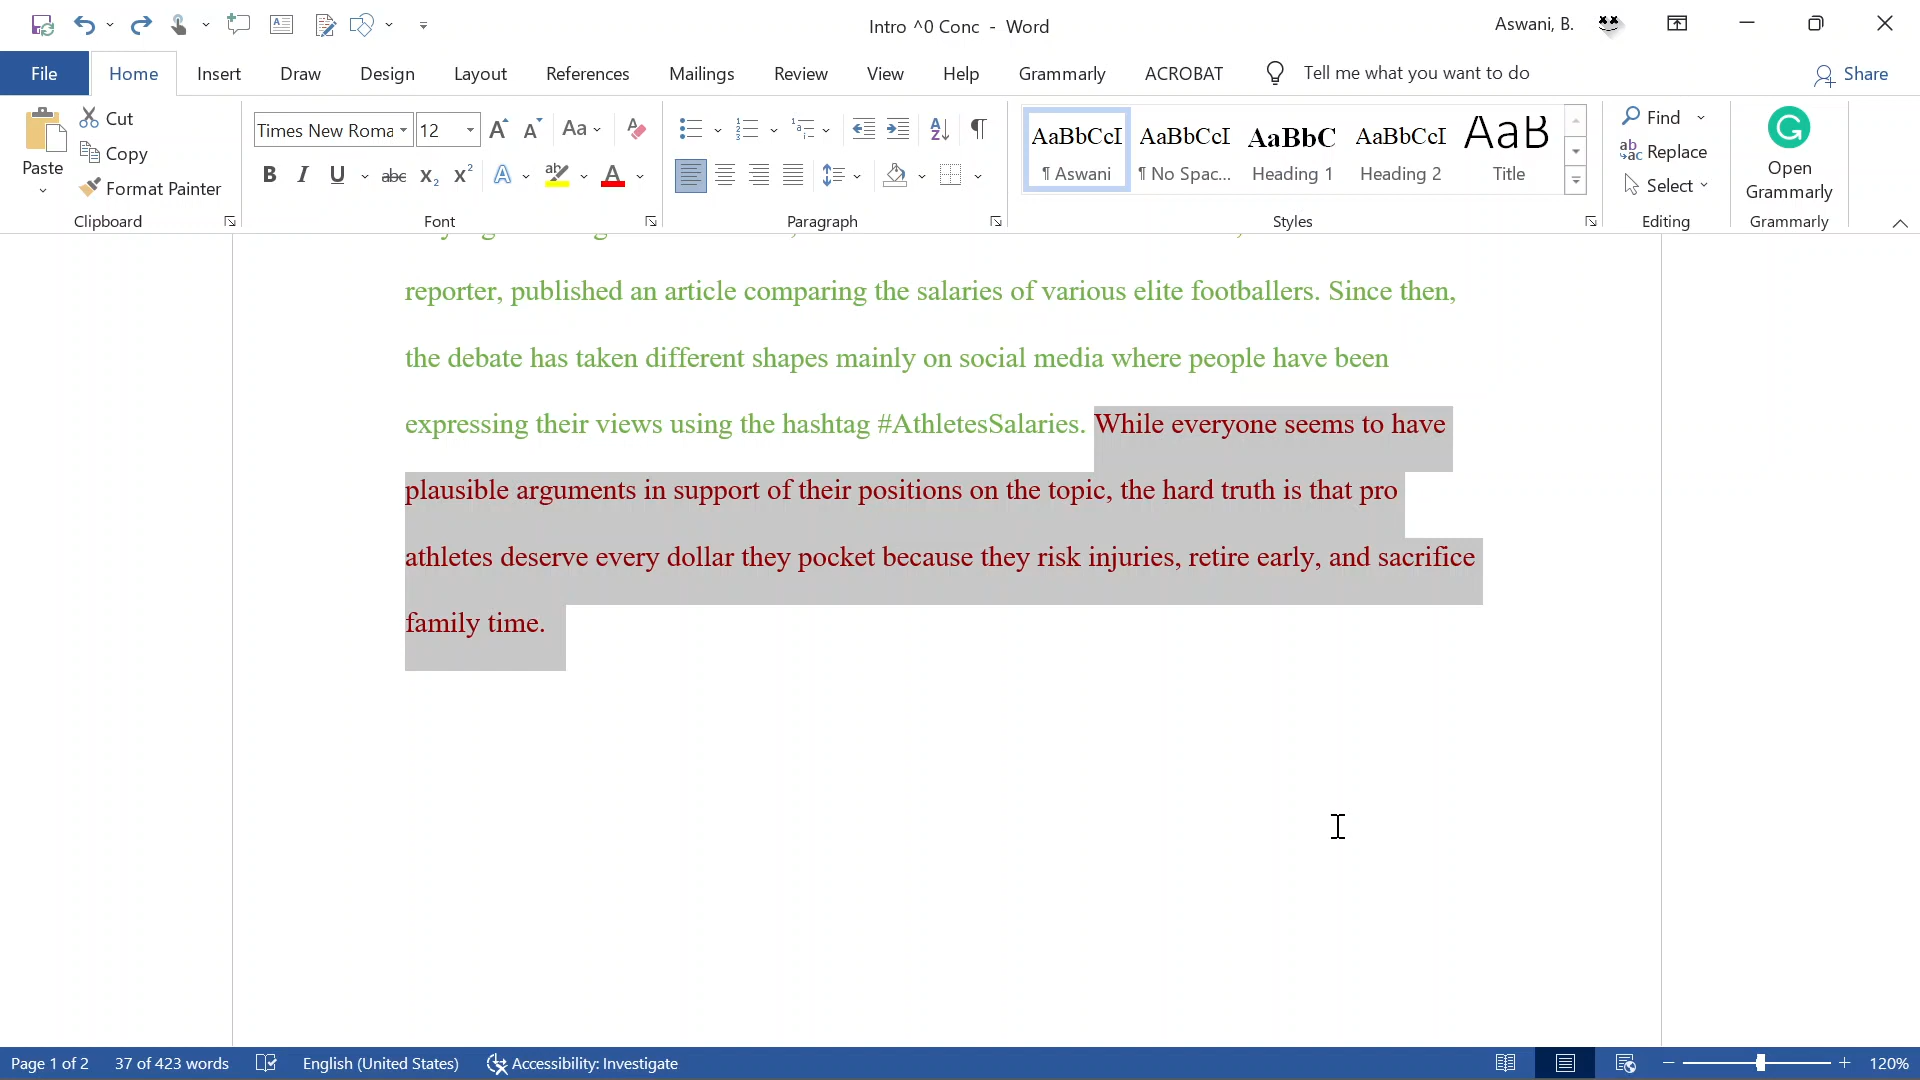 Intro ^0 Conc - Word
Aswani, B.
File Home Insert Draw Design Layout References Mailings Review View Help Grammarly ACROBAT Tell me what you want to do Share
Paste
Cut
Copy
Format Painter
Clipboard
Times New Roma 12
Font
Paragraph
AaBbCcI AaBbCcI AaBbC AaBbCcI AaB
¶ Aswani ¶ No Spac... Heading 1 Heading 2 Title
Styles
Find
Replace
Select
Editing
Open
Grammarly
Grammarly
reporter, published an article comparing the salaries of various elite footballers. Since then,
the debate has taken different shapes mainly on social media where people have been
expressing their views using the hashtag #AthletesSalaries. While everyone seems to have
plausible arguments in support of their positions on the topic, the hard truth is that pro
athletes deserve every dollar they pocket because they risk injuries, retire early, and sacrifice
family time.
Page 1 of 2 37 of 423 words English (United States) Accessibility: Investigate 120%